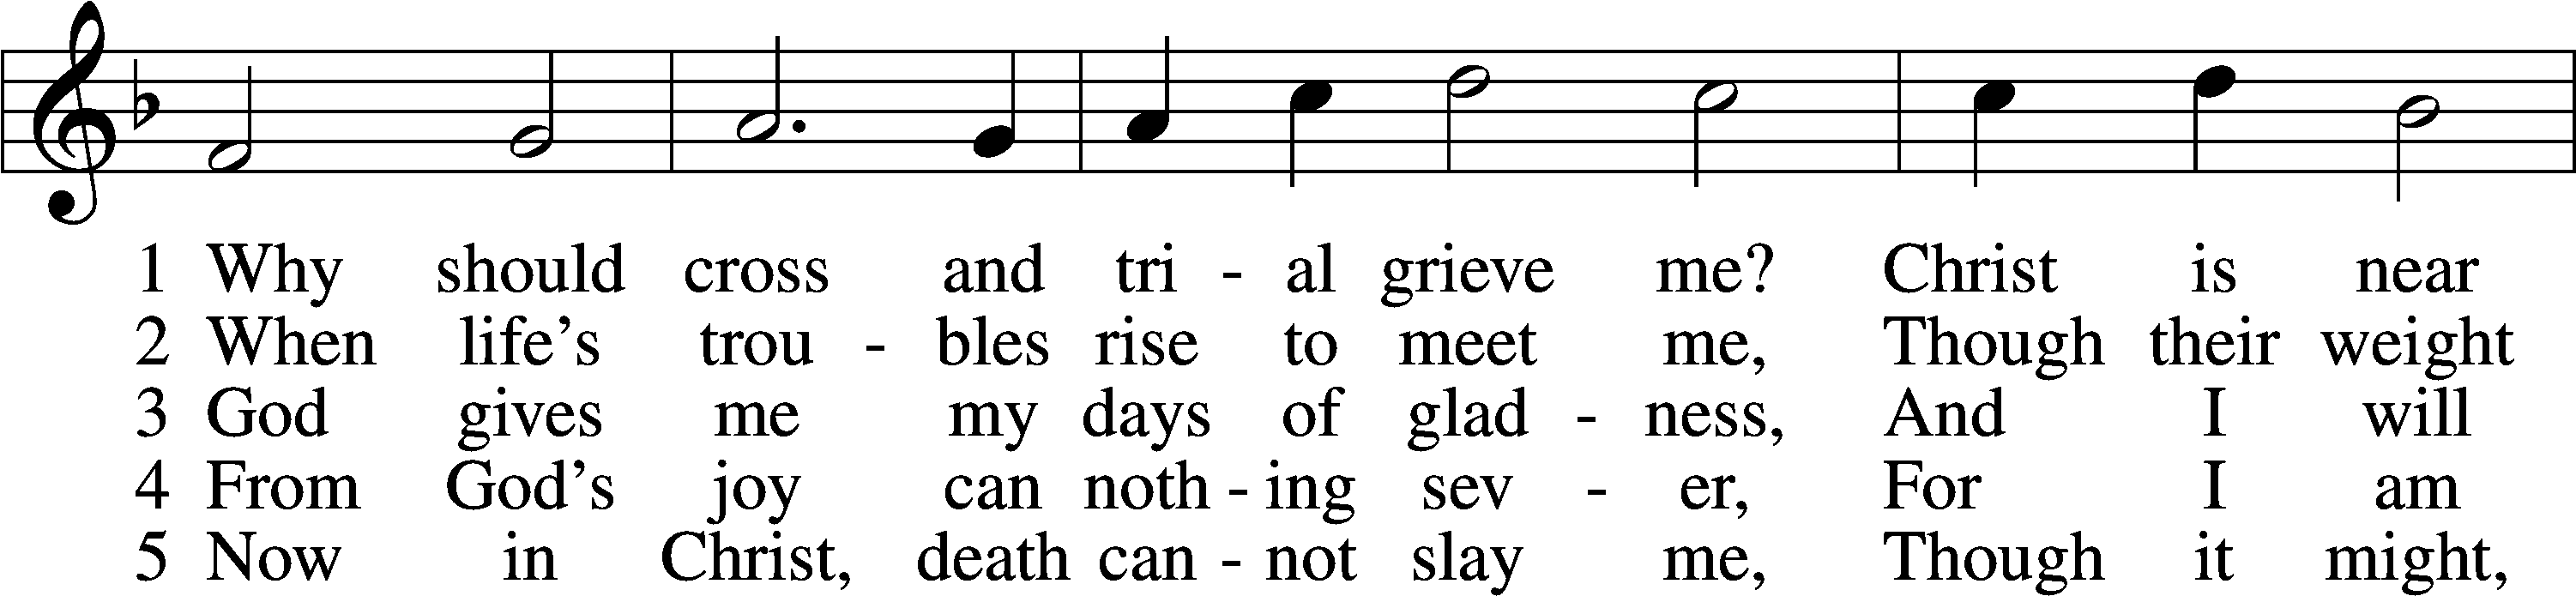 1 Why should cross and tri - al grieve me? Christ is near
2 When life’s trou - bles rise to meet me, Though their weight
3 God gives me my days of glad - ness, And I will
4 From God’s joy can noth - ing sev - er, For I am
5 Now in Christ, death can - not slay me, Though it might,